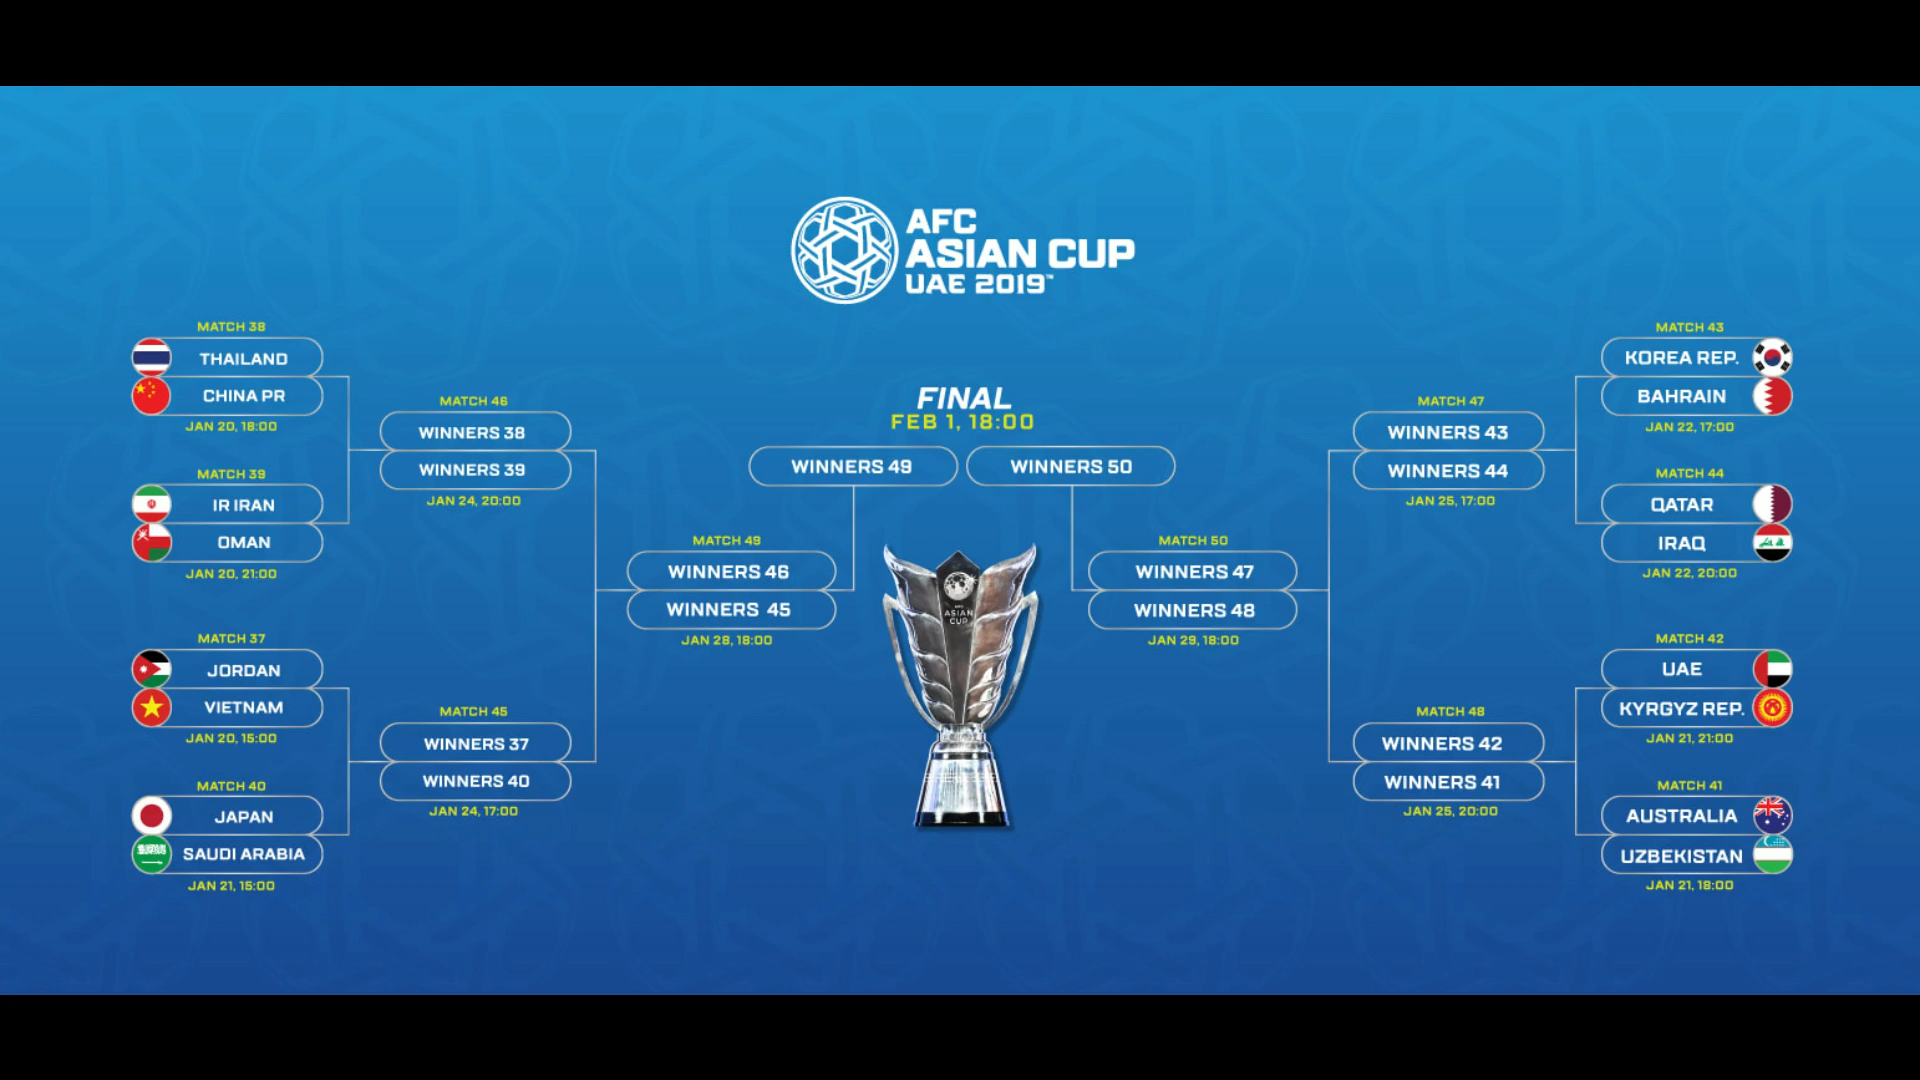 AFC
ASIAN CUP
UAE 2019™
MATCH 38
THAILAND
CHINA PR
JAN 20, 18:00
MATCH 39
IR IRAN
OMAN
JAN 20, 21:00
MATCH 37
JORDAN
VIETNAM
JAN 20, 15:00
MATCH 40
JAPAN
SAUDI ARABIA
JAN 21, 15:00
MATCH 46
WINNERS 38
WINNERS 39
JAN 24, 20:00
MATCH 45
WINNERS 37
WINNERS 40
JAN 24, 17:00
MATCH 49
WINNERS 46
WINNERS 45
JAN 28, 18:00
FINAL
FEB 1, 18:00
WINNERS 49
WINNERS 50
ASIAN
CUP
MATCH 50
WINNERS 47
WINNERS 48
JAN 29, 18:00
MATCH 47
WINNERS 43
WINNERS 44
JAN 25, 17:00
MATCH 48
WINNERS 42
WINNERS 41
JAN 25, 20:00
MATCH 43
KOREA REP.
BAHRAIN
JAN 22, 17:00
MATCH 44
QATAR
IRAQ
JAN 22, 20:00
MATCH 42
UAE
KYRGYZ REP.
JAN 21, 21:00
MATCH 41
AUSTRALIA
UZBEKISTAN
JAN 21, 18:00